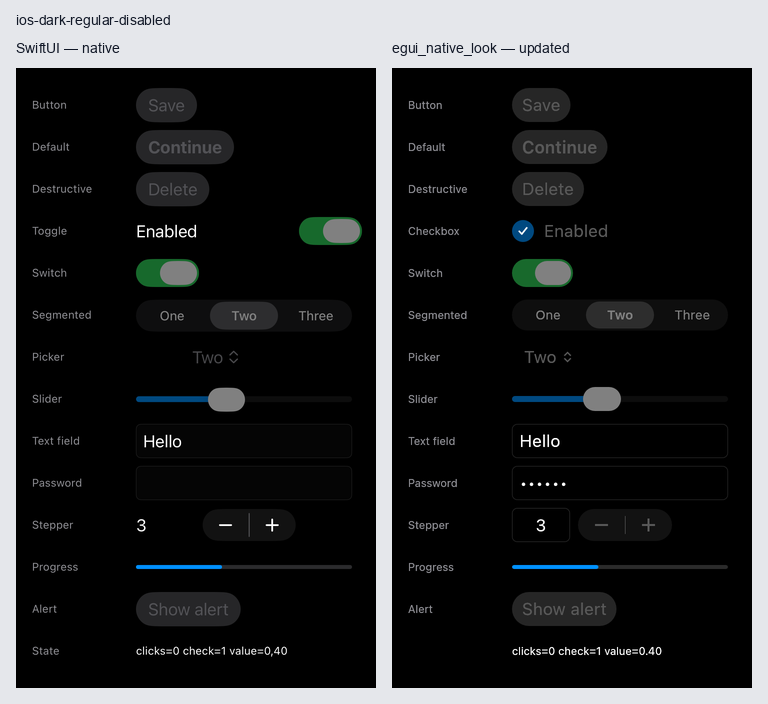 ios-dark-regular-disabled
SwiftUI — native
Button Save
Default Continue
Destructive Delete
Toggle Enabled
Switch
Segmented One Two Three
Picker Two
Slider
Text field Hello
Password
Stepper 3 − +
Progress
Alert Show alert
State clicks=0 check=1 value=0,40
egui_native_look — updated
Button Save
Default Continue
Destructive Delete
Checkbox Enabled
Switch
Segmented One Two Three
Picker Two
Slider
Text field Hello
Password ••••••
Stepper 3 − +
Progress
Alert Show alert
clicks=0 check=1 value=0.40